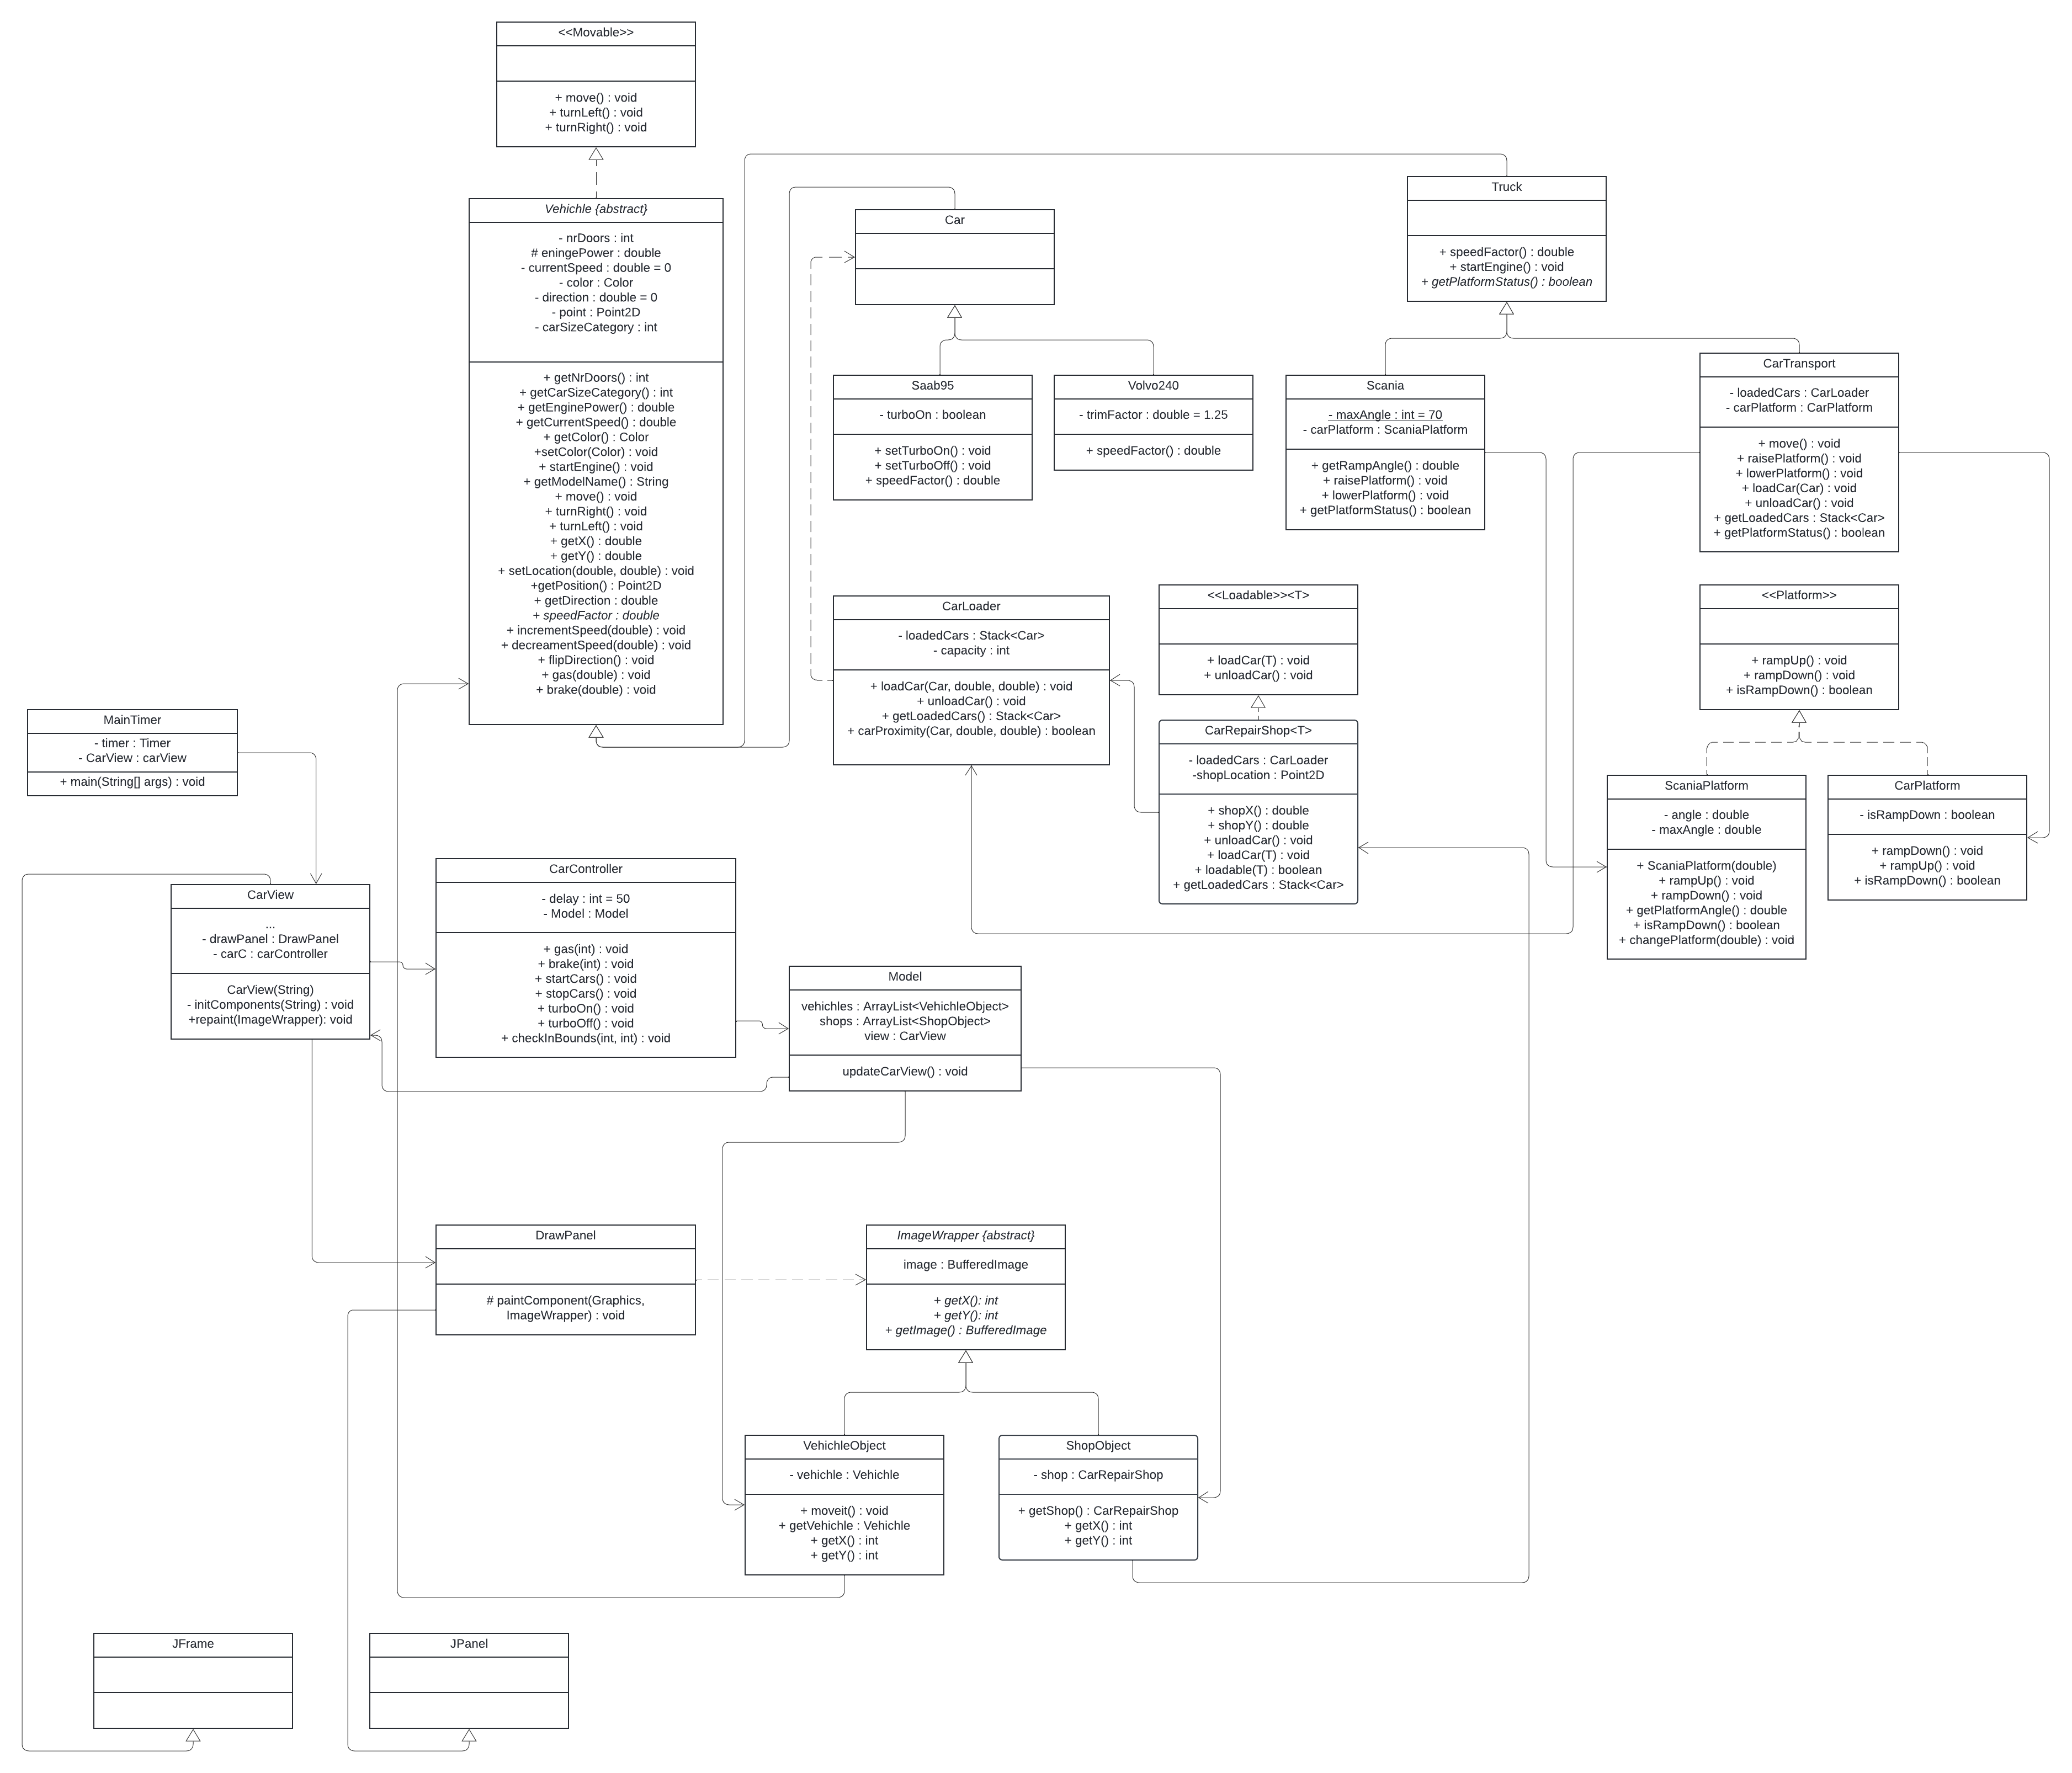 <<Movable>>
+ move() : void
+ turnLeft() : void
+ turnRight() : void
Vehichle {abstract}
- nrDoors : int
# eningePower : double
- currentSpeed : double = 0
- color : Color
- direction : double = 0
- point : Point2D
- carSizeCategory : int
+ getNrDoors() : int
+ getCarSizeCategory() : int
+ getEnginePower() : double
+ getCurrentSpeed() : double
+ getColor() : Color
+setColor(Color) : void
+ startEngine() : void
+ getModelName() : String
+ move() : void
+ turnRight() : void
+ turnLeft() : void
+ getX() : double
+ getY() : double
+ setLocation(double, double) : void
+getPosition() : Point2D
+ getDirection : double
+ speedFactor : double
+ incrementSpeed(double) : void
+ decreamentSpeed(double) : void
+ flipDirection() : void
+ gas(double) : void
+ brake(double) : void
Car
Truck
+ speedFactor() : double
+ startEngine() : void
+ getPlatformStatus() : boolean
Saab95
- turboOn : boolean
+ setTurboOn() : void
+ setTurboOff() : void
+ speedFactor() : double
Volvo240
- trimFactor : double = 1.25
+ speedFactor() : double
Scania
- maxAngle : int = 70
- carPlatform : ScaniaPlatform
+ getRampAngle() : double
+ raisePlatform() : void
+ lowerPlatform() : void
+ getPlatformStatus() : boolean
CarTransport
- loadedCars : CarLoader
- carPlatform : CarPlatform
+ move() : void
+ raisePlatform() : void
+ lowerPlatform() : void
+ loadCar(Car) : void
+ unloadCar() : void
+ getLoadedCars : Stack<Car>
+ getPlatformStatus() : boolean
CarLoader
- loadedCars : Stack<Car>
- capacity : int
+ loadCar(Car, double, double) : void
+ unloadCar() : void
+ getLoadedCars() : Stack<Car>
+ carProximity(Car, double, double) : boolean
<<Loadable>><T>
+ loadCar(T) : void
+ unloadCar() : void
<<Platform>>
+ rampUp() : void
+ rampDown() : void
+ isRampDown() : boolean
MainTimer
- timer : Timer
- CarView : carView
+ main(String[] args) : void
CarRepairShop<T>
- loadedCars : CarLoader
-shopLocation : Point2D
+ shopX() : double
+ shopY() : double
+ unloadCar() : void
+ loadCar(T) : void
+ loadable(T) : boolean
+ getLoadedCars : Stack<Car>
ScaniaPlatform
- angle : double
- maxAngle : double
+ ScaniaPlatform(double)
+ rampUp() : void
+ rampDown() : void
+ getPlatformAngle() : double
+ isRampDown() : boolean
+ changePlatform(double) : void
CarPlatform
- isRampDown : boolean
+ rampDown() : void
+ rampUp() : void
+ isRampDown() : boolean
CarView
...
- drawPanel : DrawPanel
- carC : carController
CarView(String)
- initComponents(String) : void
+repaint(ImageWrapper): void
CarController
- delay : int = 50
- Model : Model
+ gas(int) : void
+ brake(int) : void
+ startCars() : void
+ stopCars() : void
+ turboOn() : void
+ turboOff() : void
+ checkInBounds(int, int) : void
Model
vehichles : ArrayList<VehichleObject>
shops : ArrayList<ShopObject>
view : CarView
updateCarView() : void
DrawPanel
# paintComponent(Graphics,
ImageWrapper) : void
ImageWrapper {abstract}
image : BufferedImage
+ getX(): int
+ getY(): int
+ getImage() : BufferedImage
VehichleObject
- vehichle : Vehichle
+ moveit() : void
+ getVehichle : Vehichle
+ getX() : int
+ getY() : int
ShopObject
- shop : CarRepairShop
+ getShop() : CarRepairShop
+ getX() : int
+ getY() : int
JFrame
JPanel